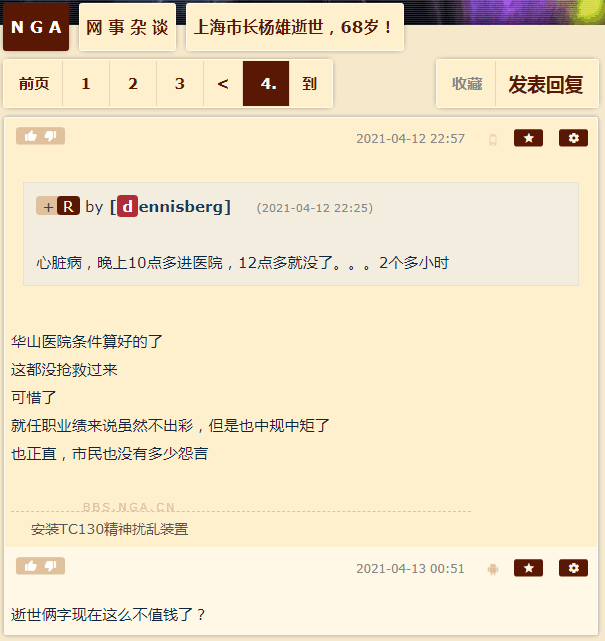 NGA 网事杂谈 上海市长杨雄逝世，68岁！
前页 1 2 3 < 4. 到 收藏 发表回复
2021-04-12 22:57
+R by [dennisberg] (2021-04-12 22:25)
心脏病，晚上10点多进医院，12点多就没了。。。2个多小时
华山医院条件算好的了
这都没抢救过来
可惜了
就任职业绩来说虽然不出彩，但是也中规中矩了
也正直，市民也没有多少怨言
BBS.NGA.CN
安装TC130精神扰乱装置
2021-04-13 00:51
逝世俩字现在这么不值钱了？